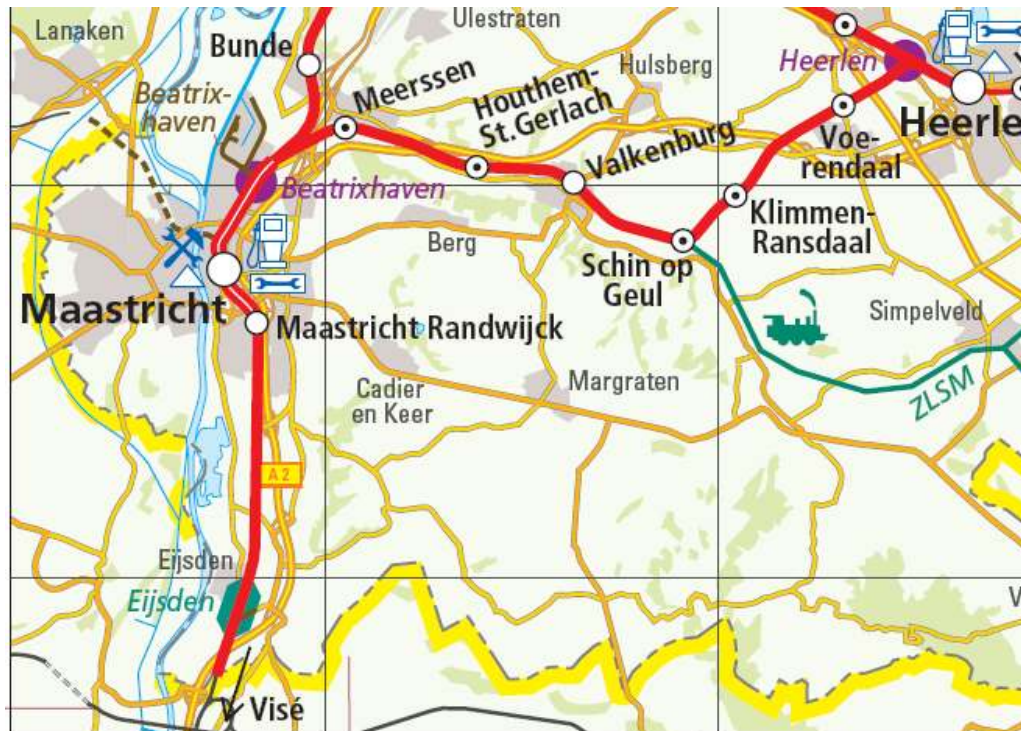 Lanaken
Bunde
Ulestraten
Beatrix-
haven
Meerssen
Houthem-
St.Gerlach
Hulsberg
Heerlen
Valkenburg
Voe-
rendaal
Beatrixhaven
Berg
Klimmen-
Ransdaal
Schin op
Geul
Maastricht
Maastricht Randwijck
Simpelveld
Cadier
en Keer
Margraten
ZLSM
A 2
Eijsden
Eijsden
Visé